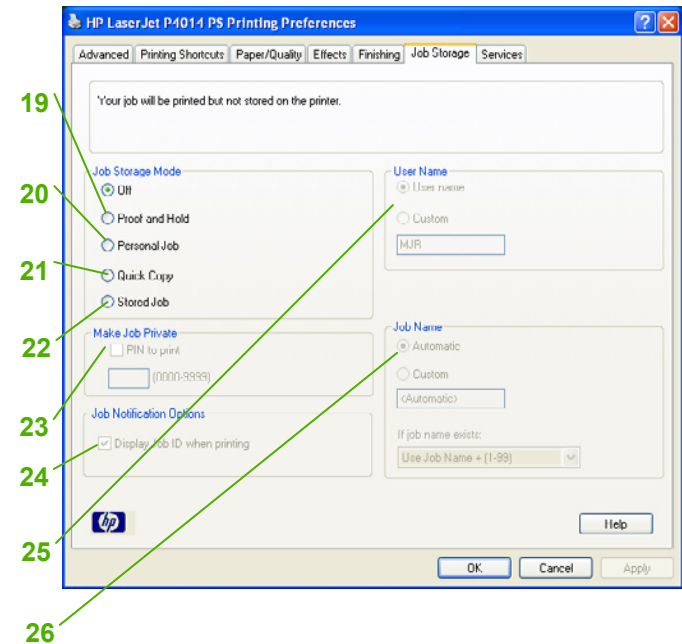 HP LaserJet P4014 PS Printing Preferences
Advanced Printing Shortcuts Paper/Quality Effects Finishing Job Storage Services
Your job will be printed but not stored on the printer.
19
20
21
22
23
24
25
26
Job Storage Mode
Off
Proof and Hold
Personal Job
Quick Copy
Stored Job
Make Job Private
PIN to print
(0000-9999)
Job Notification Options
Display Job ID when printing
User Name
User name
Custom
MJR
Job Name
Automatic
Custom
<Automatic>
If job name exists:
Use Job Name + (1-99)
hp
Help
OK Cancel Apply